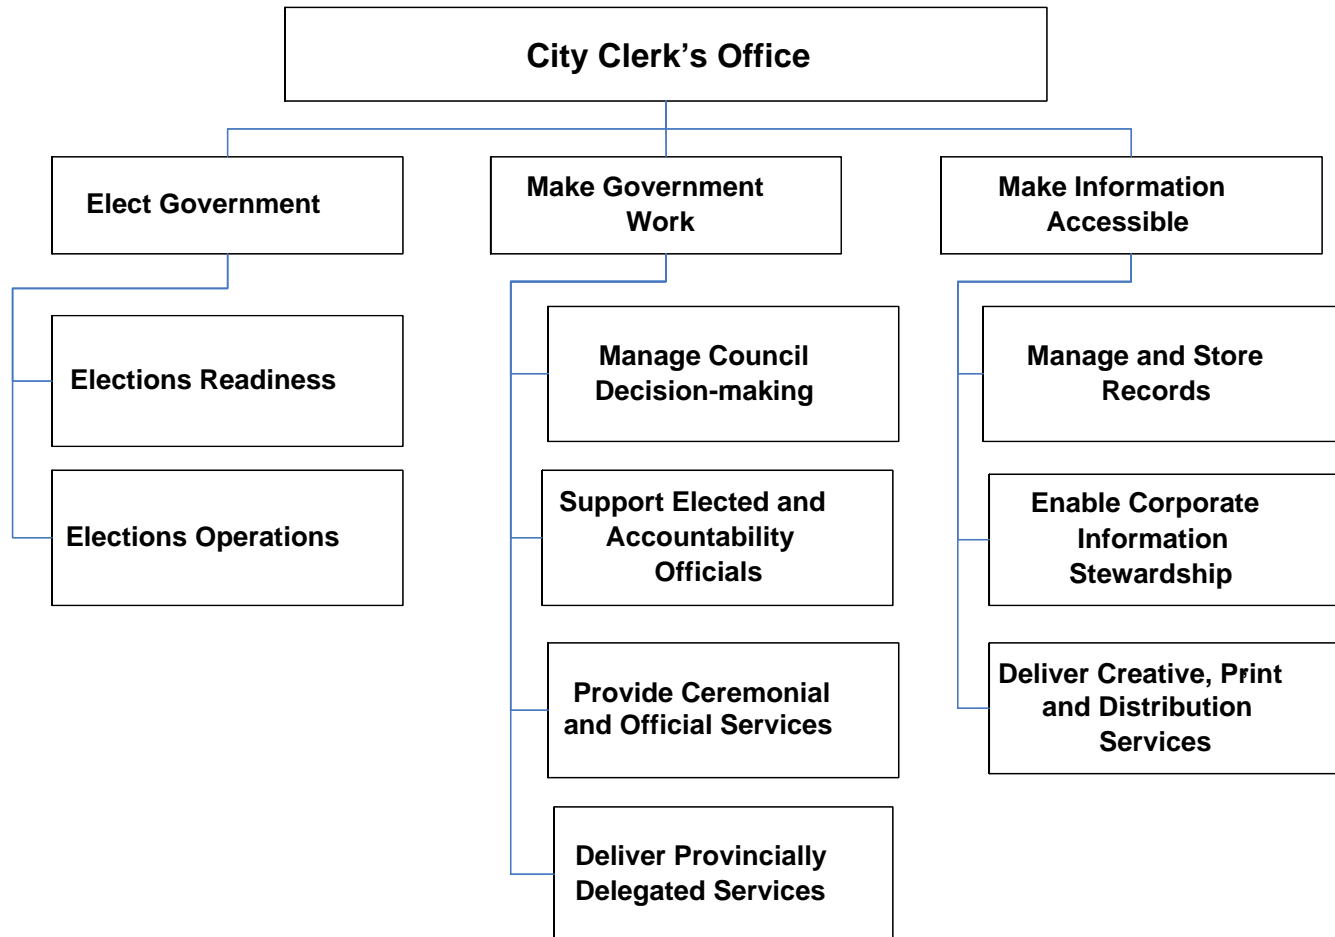 City Clerk’s Office
Elect Government
Make Government
Work
Make Information
Accessible
Elections Readiness
Elections Operations
Manage Council
Decision-making
Support Elected and
Accountability
Officials
Provide Ceremonial
and Official Services
Deliver Provincially
Delegated Services
Manage and Store
Records
Enable Corporate
Information
Stewardship
Deliver Creative, Print
and Distribution
Services